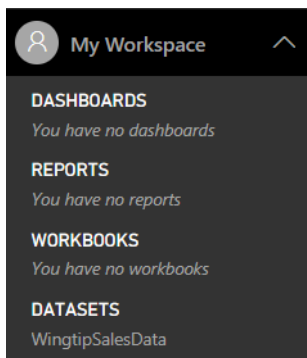 My Workspace
DASHBOARDS
You have no dashboards
REPORTS
You have no reports
WORKBOOKS
You have no workbooks
DATASETS
WingtipSalesData